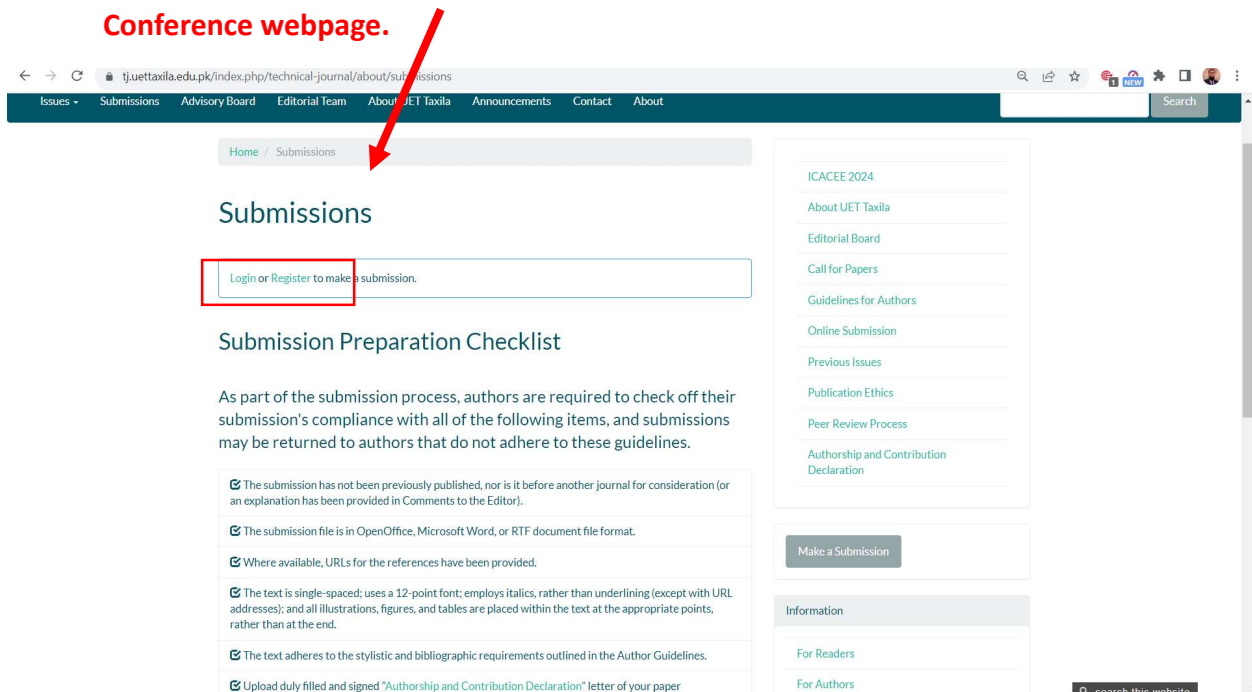 Conference webpage.
tj.uettaxila.edu.pk/index.php/technical-journal/about/submissions
1
NEW
Issues
Submissions
Advisory Board
Editorial Team
About UET Taxila
Announcements
Contact
About
Search
Home / Submissions
Submissions
Login or Register to make a submission.
Submission Preparation Checklist
As part of the submission process, authors are required to check off their
submission's compliance with all of the following items, and submissions
may be returned to authors that do not adhere to these guidelines.
The submission has not been previously published, nor is it before another journal for consideration (or
an explanation has been provided in Comments to the Editor).
The submission file is in OpenOffice, Microsoft Word, or RTF document file format.
Where available, URLs for the references have been provided.
The text is single-spaced; uses a 12-point font; employs italics, rather than underlining (except with URL
addresses); and all illustrations, figures, and tables are placed within the text at the appropriate points,
rather than at the end.
The text adheres to the stylistic and bibliographic requirements outlined in the Author Guidelines.
Upload duly filled and signed "Authorship and Contribution Declaration" letter of your paper
ICACEE 2024
About UET Taxila
Editorial Board
Call for Papers
Guidelines for Authors
Online Submission
Previous Issues
Publication Ethics
Peer Review Process
Authorship and Contribution
Declaration
Make a Submission
Information
For Readers
For Authors
search this website